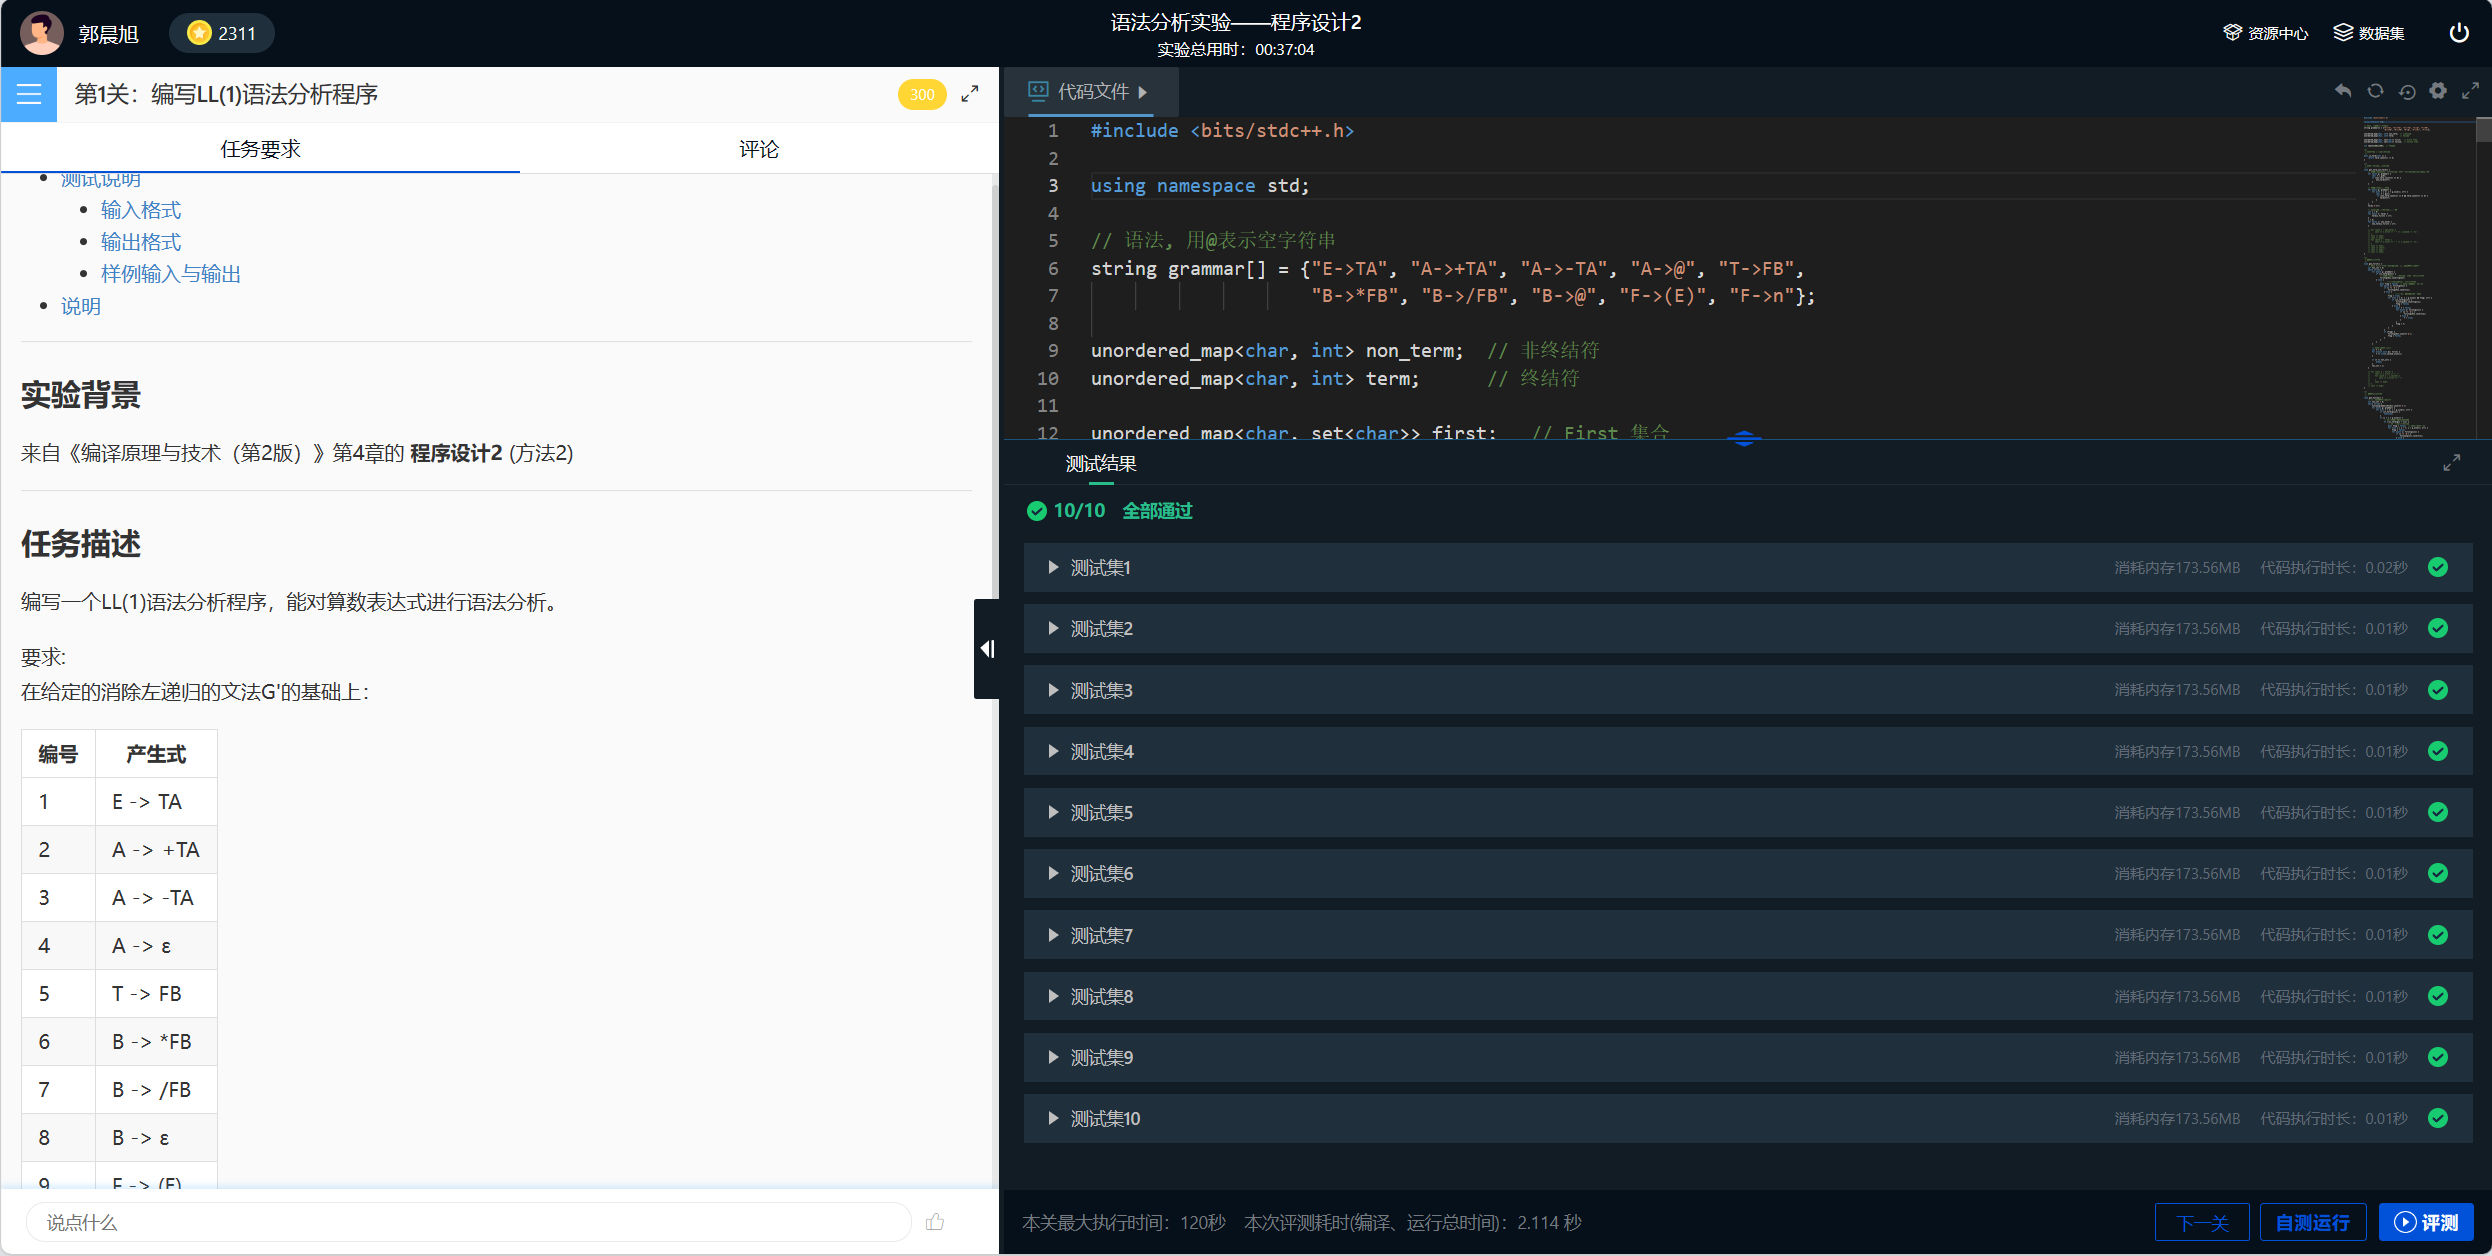 郭晨旭
2311
语法分析实验——程序设计2
实验总用时：00:37:04
资源中心
数据集
第1关：编写LL(1)语法分析程序
300
任务要求
评论
测试说明
输入格式
输出格式
样例输入与输出
说明
实验背景
来自《编译原理与技术（第2版）》第4章的 程序设计2 (方法2)
任务描述
编写一个LL(1)语法分析程序，能对算数表达式进行语法分析。
要求:
在给定的消除左递归的文法G'的基础上：
编号 产生式
1 E -> TA
2 A -> +TA
3 A -> -TA
4 A -> ε
5 T -> FB
6 B -> *FB
7 B -> /FB
8 B -> ε
9 F -> (E)
说点什么
代码文件
1 #include <bits/stdc++.h>
2
3 using namespace std;
4
5 // 语法, 用@表示空字符串
6 string grammar[] = {"E->TA", "A->+TA", "A->-TA", "A->@", "T->FB",
7 "B->*FB", "B->/FB", "B->@", "F->(E)", "F->n"};
8
9 unordered_map<char, int> non_term; // 非终结符
10 unordered_map<char, int> term; // 终结符
11
12 unordered_map<char, set<char>> first; // First 集合
测试结果
10/10 全部通过
测试集1 消耗内存173.56MB 代码执行时长：0.02秒
测试集2 消耗内存173.56MB 代码执行时长：0.01秒
测试集3 消耗内存173.56MB 代码执行时长：0.01秒
测试集4 消耗内存173.56MB 代码执行时长：0.01秒
测试集5 消耗内存173.56MB 代码执行时长：0.01秒
测试集6 消耗内存173.56MB 代码执行时长：0.01秒
测试集7 消耗内存173.56MB 代码执行时长：0.01秒
测试集8 消耗内存173.56MB 代码执行时长：0.01秒
测试集9 消耗内存173.56MB 代码执行时长：0.01秒
测试集10 消耗内存173.56MB 代码执行时长：0.01秒
本关最大执行时间：120秒 本次评测耗时(编译、运行总时间)：2.114 秒
下一关
自测运行
评测